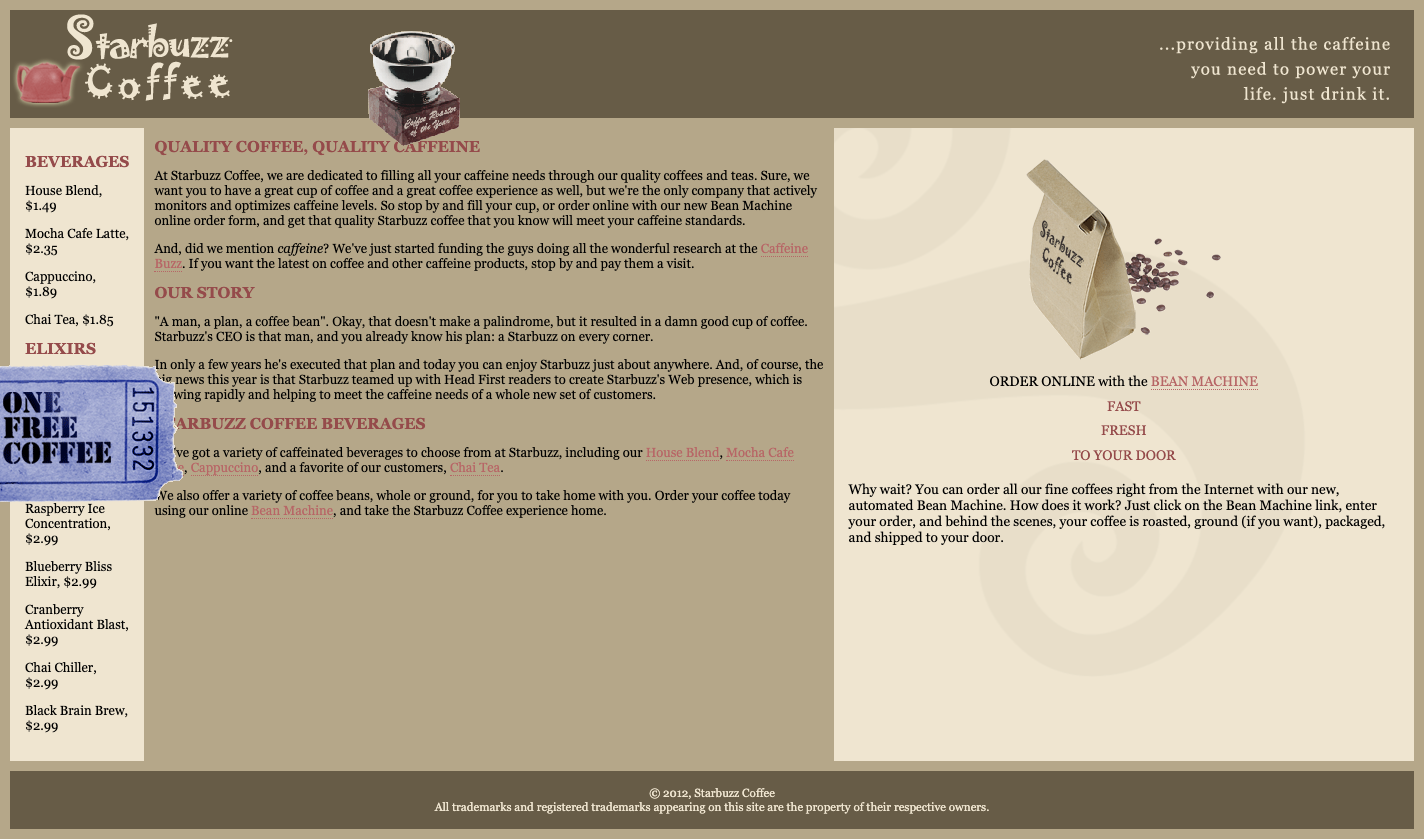 Starbuzz
Coffee
Coffee Roaster
of the Year
...providing all the caffeine
you need to power your
life. just drink it.
BEVERAGES
House Blend,
$1.49
Mocha Cafe Latte,
$2.35
Cappuccino,
$1.89
Chai Tea, $1.85
ELIXIRS
ONE
FREE
COFFEE
151332
Raspberry Ice
Concentration,
$2.99
Blueberry Bliss
Elixir, $2.99
Cranberry
Antioxidant Blast,
$2.99
Chai Chiller,
$2.99
Black Brain Brew,
$2.99
QUALITY COFFEE, QUALITY CAFFEINE
At Starbuzz Coffee, we are dedicated to filling all your caffeine needs through our quality coffees and teas. Sure, we
want you to have a great cup of coffee and a great coffee experience as well, but we're the only company that actively
monitors and optimizes caffeine levels. So stop by and fill your cup, or order online with our new Bean Machine
online order form, and get that quality Starbuzz coffee that you know will meet your caffeine standards.
And, did we mention caffeine? We've just started funding the guys doing all the wonderful research at the Caffeine
Buzz. If you want the latest on coffee and other caffeine products, stop by and pay them a visit.
OUR STORY
"A man, a plan, a coffee bean". Okay, that doesn't make a palindrome, but it resulted in a damn good cup of coffee.
Starbuzz's CEO is that man, and you already know his plan: a Starbuzz on every corner.
In only a few years he's executed that plan and today you can enjoy Starbuzz just about anywhere. And, of course, the
news this year is that Starbuzz teamed up with Head First readers to create Starbuzz's Web presence, which is
rapidly and helping to meet the caffeine needs of a whole new set of customers.
COFFEE BEVERAGES
got a variety of caffeinated beverages to choose from at Starbuzz, including our House Blend, Mocha Cafe
, Cappuccino, and a favorite of our customers, Chai Tea.
We also offer a variety of coffee beans, whole or ground, for you to take home with you. Order your coffee today
using our online Bean Machine, and take the Starbuzz Coffee experience home.
Starbuzz
Coffee
ORDER ONLINE with the BEAN MACHINE
FAST
FRESH
TO YOUR DOOR
Why wait? You can order all our fine coffees right from the Internet with our new,
automated Bean Machine. How does it work? Just click on the Bean Machine link, enter
your order, and behind the scenes, your coffee is roasted, ground (if you want), packaged,
and shipped to your door.
© 2012, Starbuzz Coffee
All trademarks and registered trademarks appearing on this site are the property of their respective owners.